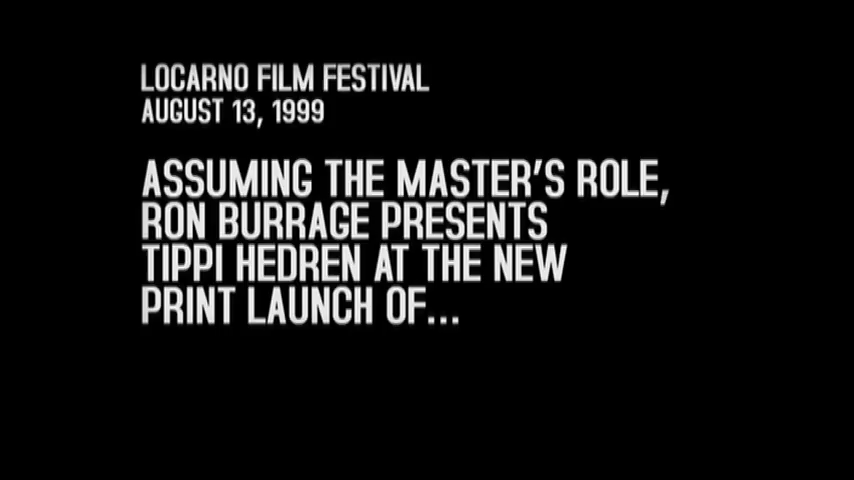 LOCARNO FILM FESTIVAL
AUGUST 13, 1999
ASSUMING THE MASTER'S ROLE,
RON BURRAGE PRESENTS
TIPPI HEDREN AT THE NEW
PRINT LAUNCH OF...